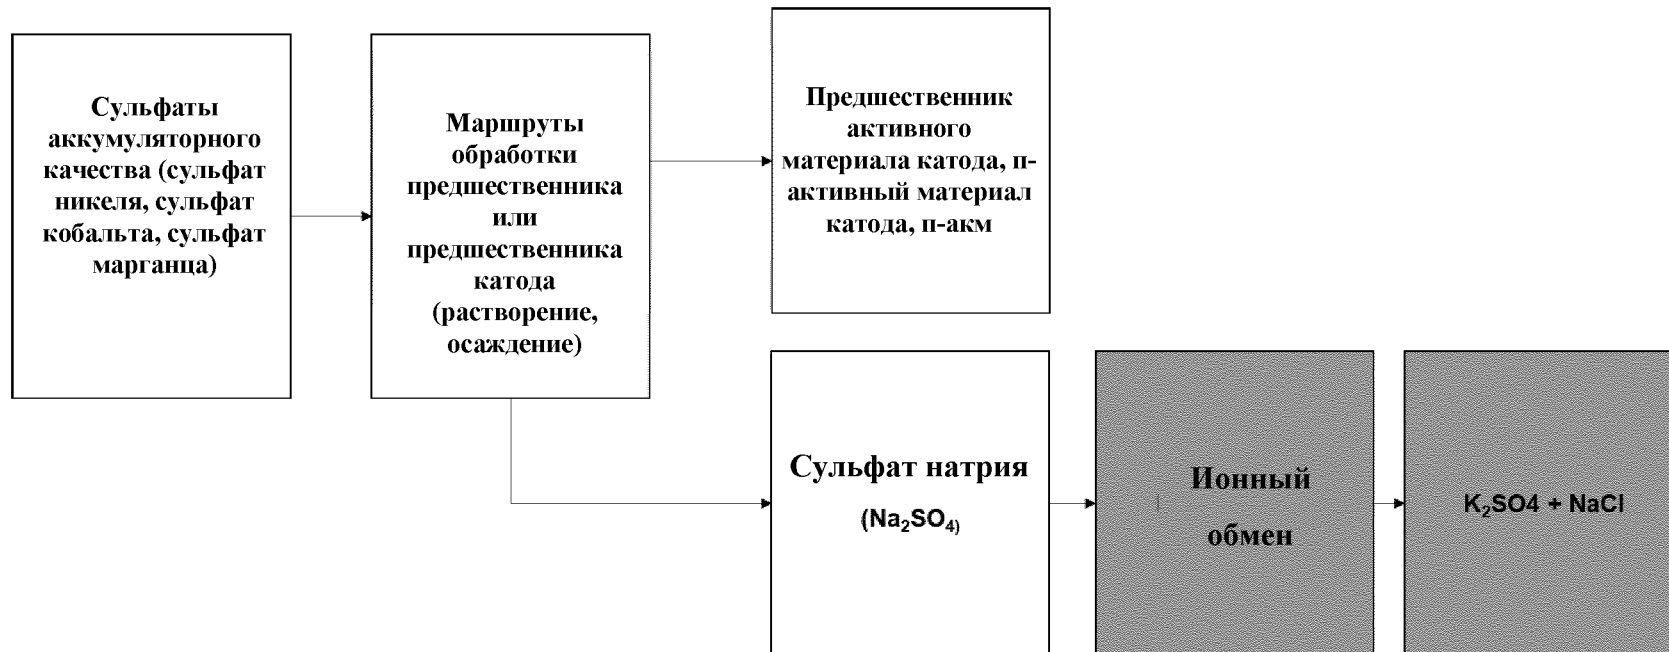 Сульфаты
аккумуляторного
качества (сульфат
никеля, сульфат
кобальта, сульфат
марганца)
Маршруты
обработки
предшественника
или
предшественника
катода
(растворение,
осаждение)
Предшественник
активного
материала катода, п-
активный материал
катода, п-акм
Сульфат натрия
(Na₂SO₄)
Ионный
обмен
K₂SO4 + NaCl